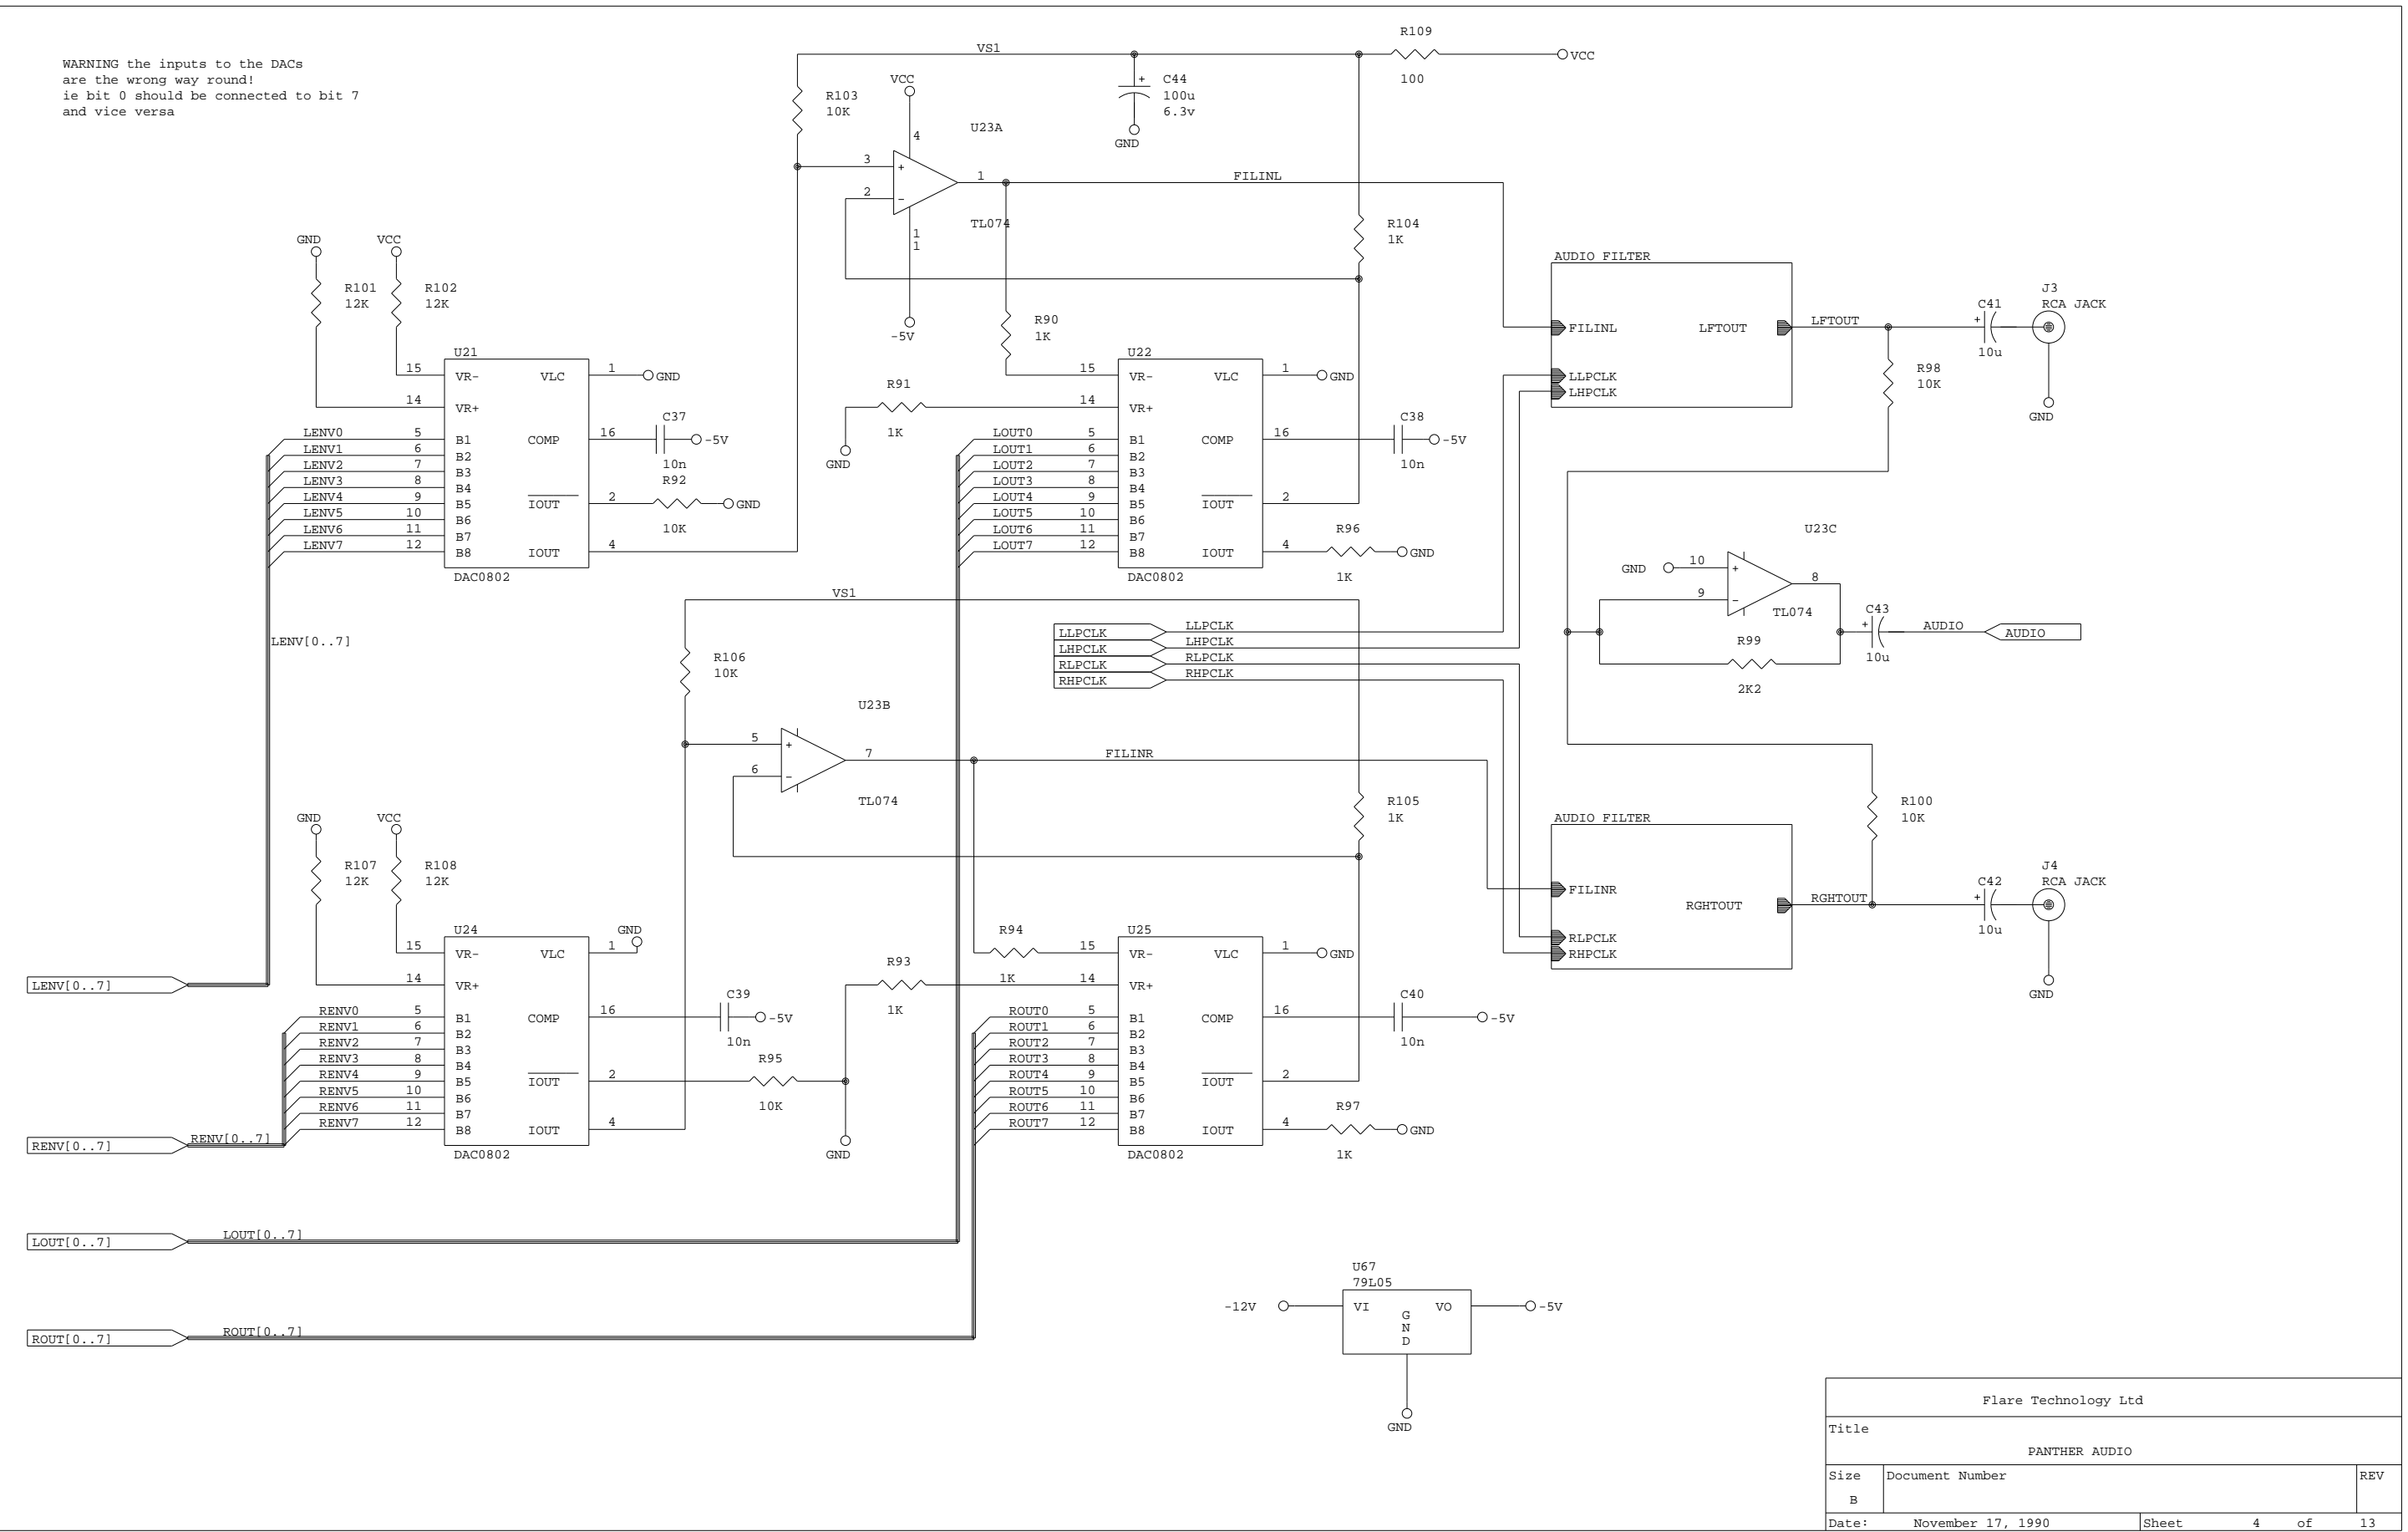 WARNING the inputs to the DACs
are the wrong way round!
ie bit 0 should be connected to bit 7
and vice versa
R109
VS1
VCC
100
R103
10K
VCC
4
U23A
C44
+
100u
6.3v
GND
3
+
1
2
-
TL074
1
1
-5V
FILINL
R104
1K
GND
VCC
R101
12K
R102
12K
R90
1K
U21
15
VR-
VLC
1
GND
14
VR+
C37
LENV0
5
B1
COMP
16
-5V
LENV1
6
B2
10n
LENV2
7
B3
R92
LENV3
8
B4
LENV4
9
B5
IOUT
2
GND
LENV5
10
B6
10K
LENV6
11
B7
LENV7
12
B8
IOUT
4
DAC0802
LENV[0..7]
U22
15
VR-
VLC
1
GND
R91
14
VR+
1K
GND
C38
LOUT0
5
B1
COMP
16
-5V
LOUT1
6
B2
10n
LOUT2
7
B3
LOUT3
8
B4
LOUT4
9
B5
IOUT
2
LOUT5
10
B6
LOUT6
11
B7
R96
LOUT7
12
B8
IOUT
4
GND
1K
DAC0802
AUDIO FILTER
FILINL
LFTOUT
LLPCLK
LHPCLK
LFTOUT
C41
+
10u
J3
RCA JACK
GND
R98
10K
U23C
GND
10
+
8
9
-
TL074
C43
+
10u
AUDIO
AUDIO
R99
2K2
VS1
LLPCLK
LLPCLK
LHPCLK
LHPCLK
RLPCLK
RLPCLK
RHPCLK
RHPCLK
R106
10K
U23B
5
+
7
6
-
TL074
FILINR
R105
1K
R100
10K
AUDIO FILTER
FILINR
RGHTOUT
RLPCLK
RHPCLK
RGHTOUT
C42
+
10u
J4
RCA JACK
GND
GND
VCC
R107
12K
R108
12K
U24
GND
15
VR-
VLC
1
14
VR+
C39
RENV0
5
B1
COMP
16
-5V
RENV1
6
B2
10n
RENV2
7
B3
RENV3
8
B4
R95
RENV4
9
B5
IOUT
2
RENV5
10
B6
10K
RENV6
11
B7
RENV7
12
B8
IOUT
4
DAC0802
GND
R94
1K
R93
1K
U25
15
VR-
VLC
1
GND
14
VR+
C40
ROUT0
5
B1
COMP
16
-5V
ROUT1
6
B2
10n
ROUT2
7
B3
ROUT3
8
B4
ROUT4
9
B5
IOUT
2
ROUT5
10
B6
ROUT6
11
B7
R97
ROUT7
12
B8
IOUT
4
GND
1K
DAC0802
LENV[0..7]
RENV[0..7]
RENV[0..7]
LOUT[0..7]
LOUT[0..7]
ROUT[0..7]
ROUT[0..7]
U67
79L05
-12V
VI
VO
-5V
G
N
D
GND
Flare Technology Ltd
Title
PANTHER AUDIO
Size
Document Number
REV
B
Date: November 17, 1990
Sheet 4 of 13